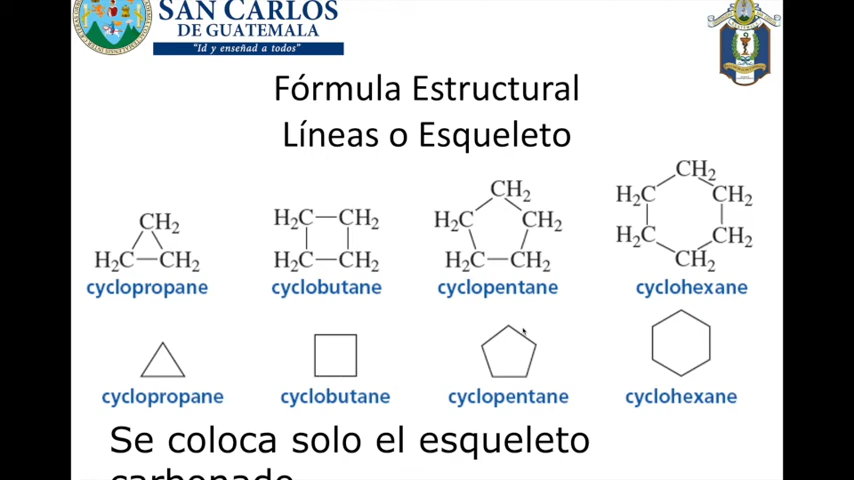 SAN CARLOS
DE GUATEMALA
"Id y enseñad a todos"
Fórmula Estructural
Líneas o Esqueleto
CH₂
H₂C—CH₂
cyclopropane
H₂C—CH₂
H₂C—CH₂
cyclobutane
CH₂
H₂C CH₂
H₂C—CH₂
cyclopentane
CH₂
H₂C CH₂
H₂C CH₂
CH₂
cyclohexane
cyclopropane
cyclobutane
cyclopentane
cyclohexane
Se coloca solo el esqueleto
carbonado